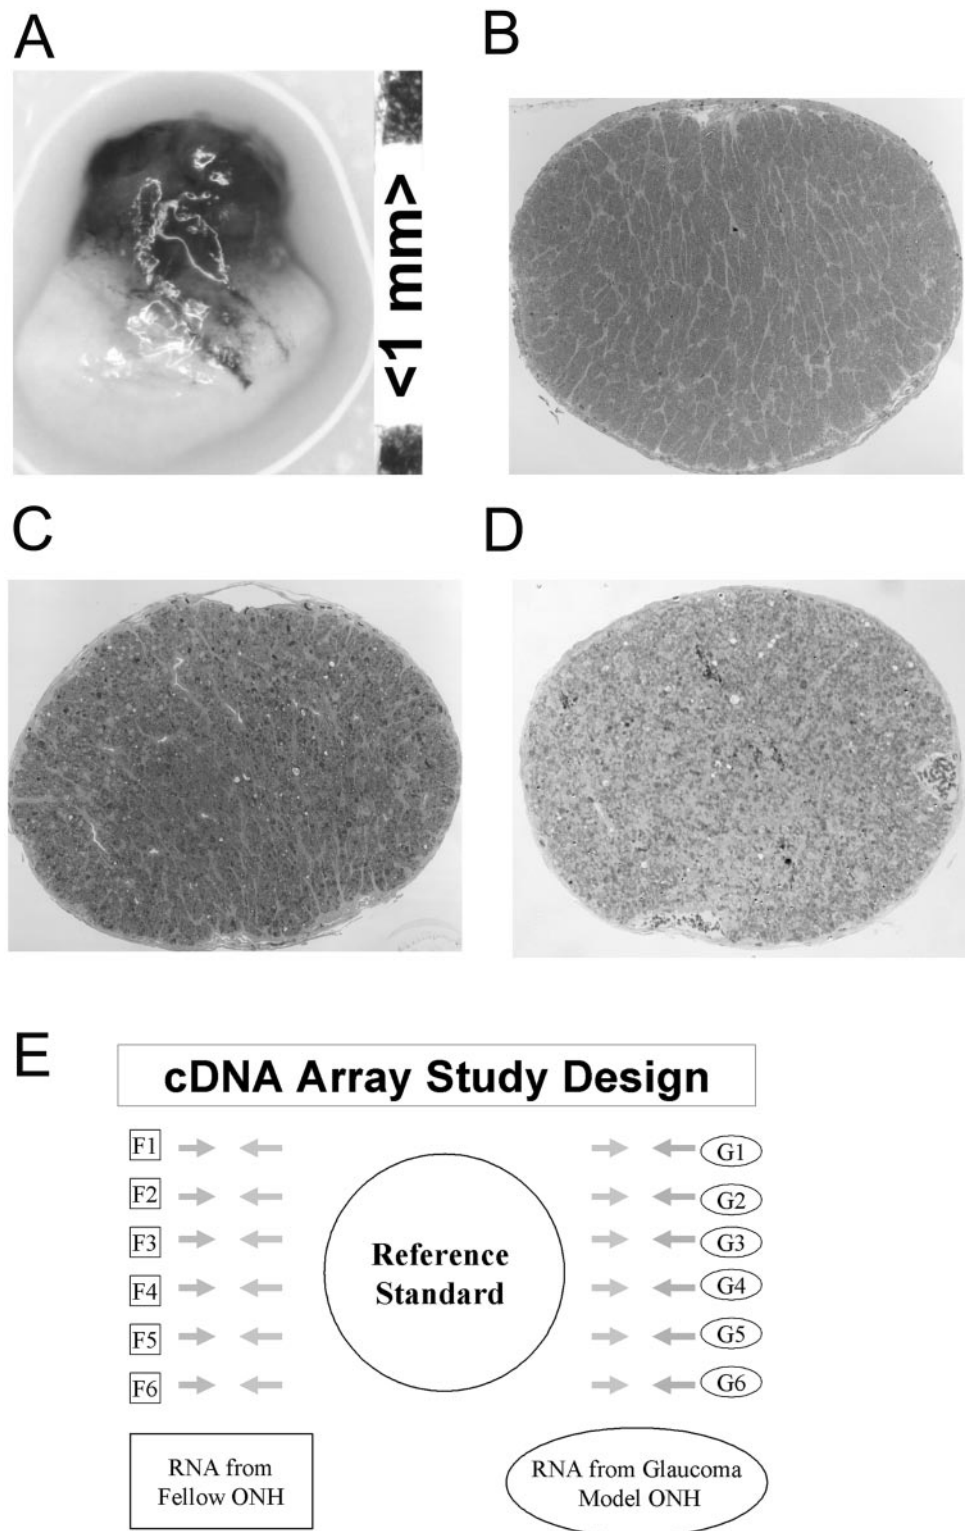 A
B
<1 mm>
C
D
E
cDNA Array Study Design
F1
G1
F2
G2
F3
G3
Reference
Standard
F4
G4
F5
G5
F6
G6
RNA from
Fellow ONH
RNA from Glaucoma
Model ONH